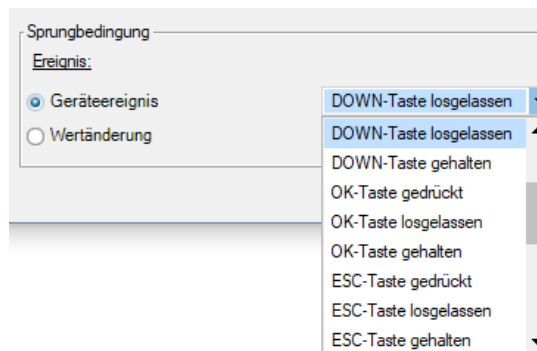 Sprungbedingung
Ereignis:
Geräteereignis
DOWN-Taste losgelassen
Wertänderung
DOWN-Taste losgelassen
DOWN-Taste gehalten
OK-Taste gedrückt
OK-Taste losgelassen
OK-Taste gehalten
ESC-Taste gedrückt
ESC-Taste losgelassen
ESC-Taste gehalten